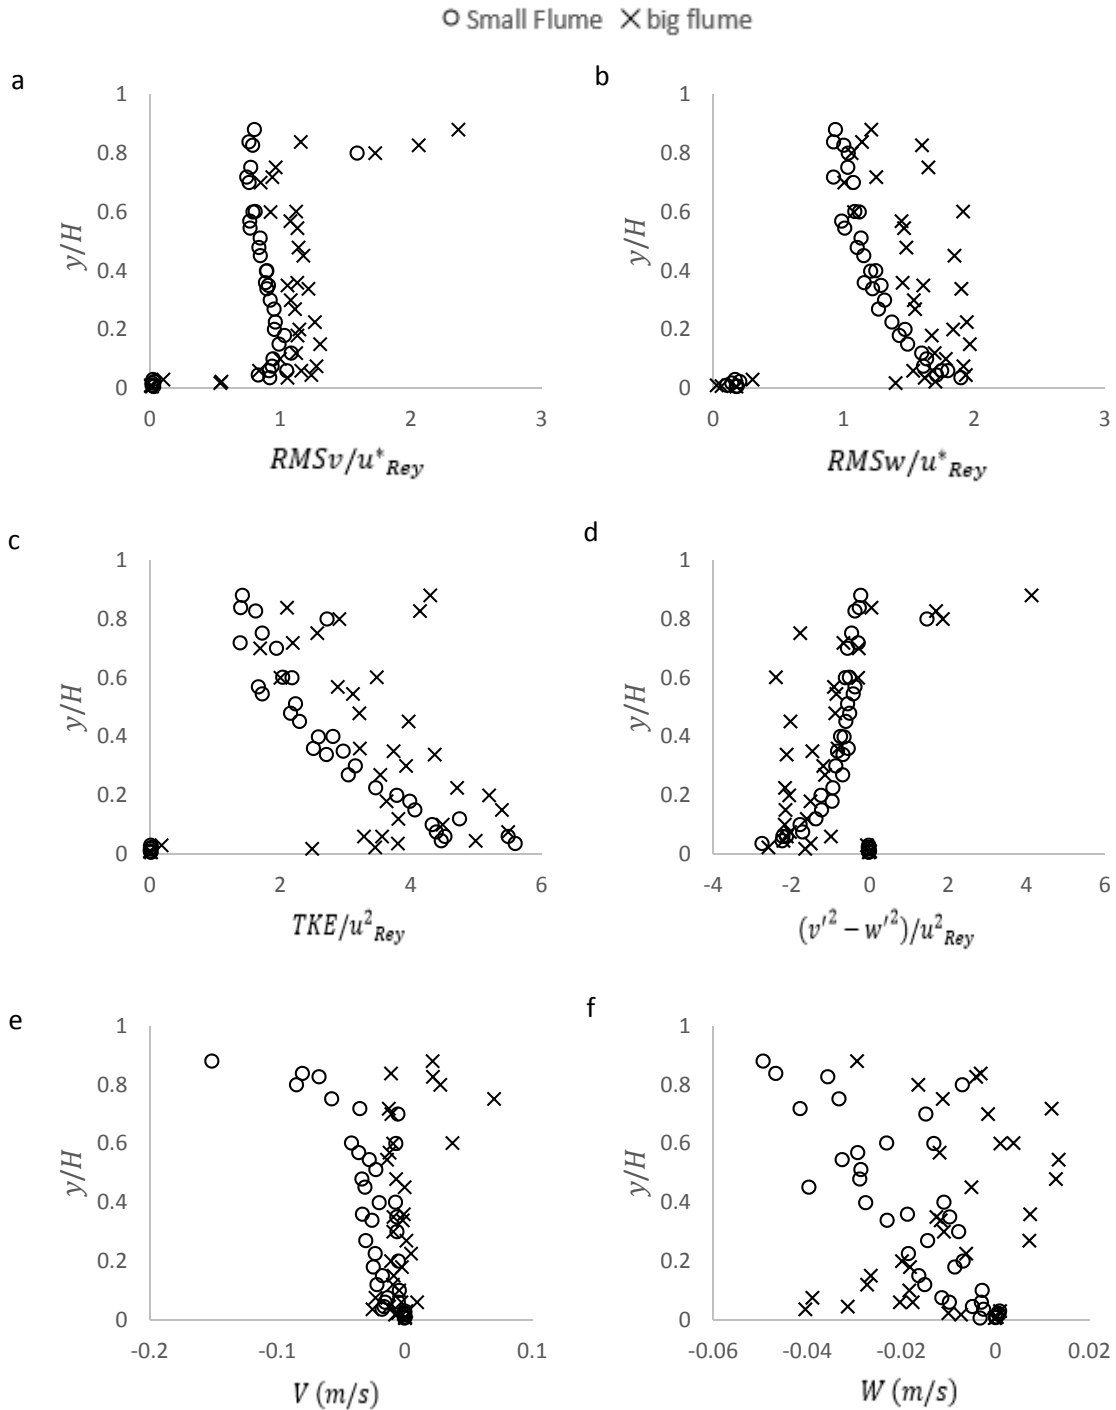 Small Flume big flume
a
b
1
0.8
0.6
0.4
0.2
0
y/H
0 1 2 3
RMSv/u*Rey
1
0.8
0.6
0.4
0.2
0
y/H
0 1 2 3
RMSw/u*Rey
c
d
1
0.8
0.6
0.4
0.2
0
y/H
0 2 4 6
TKE/u²Rey
1
0.8
0.6
0.4
0.2
0
y/H
-4 -2 0 2 4 6
(v′² − w′²)/u²Rey
e
f
1
0.8
0.6
0.4
0.2
0
y/H
-0.2 -0.1 0 0.1
V (m/s)
1
0.8
0.6
0.4
0.2
0
y/H
-0.06 -0.04 -0.02 0 0.02
W (m/s)